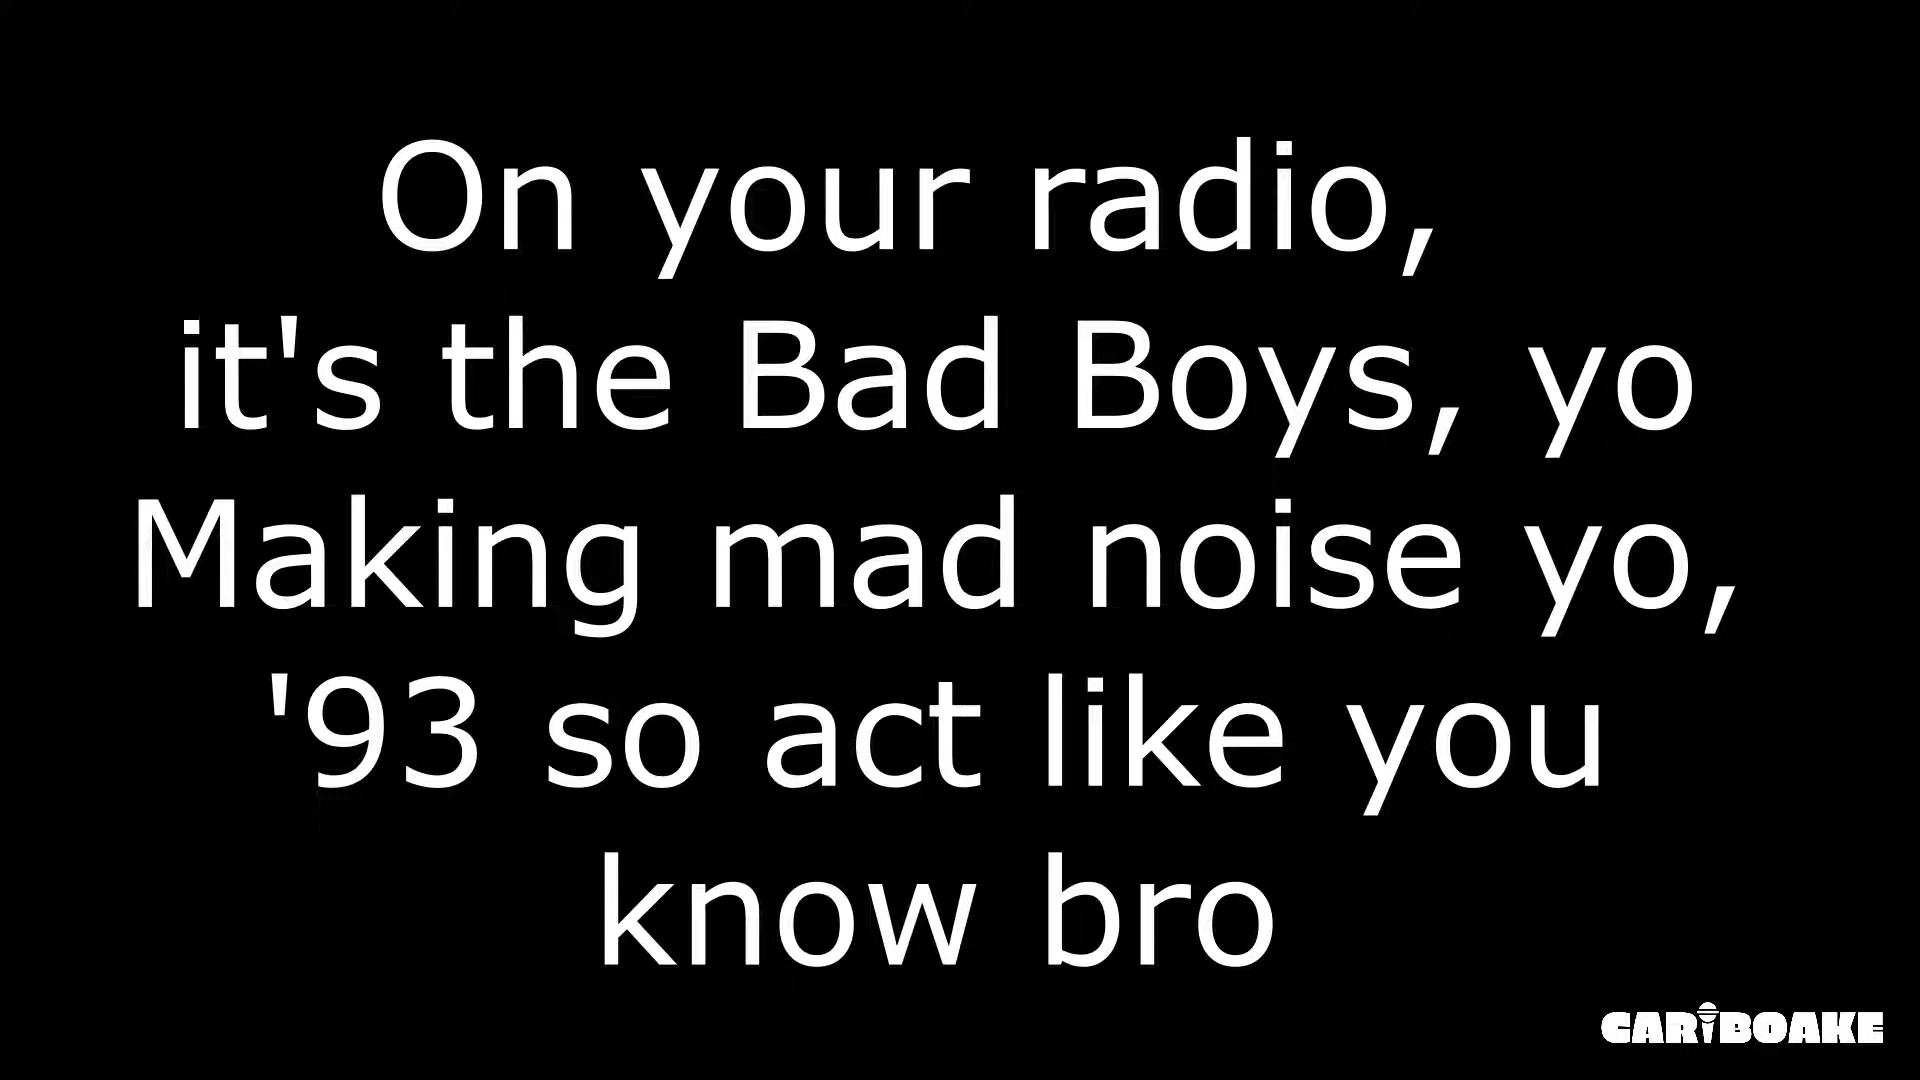 On your radio,
it's the Bad Boys, yo
Making mad noise yo,
'93 so act like you
know bro
CARIBOAKE